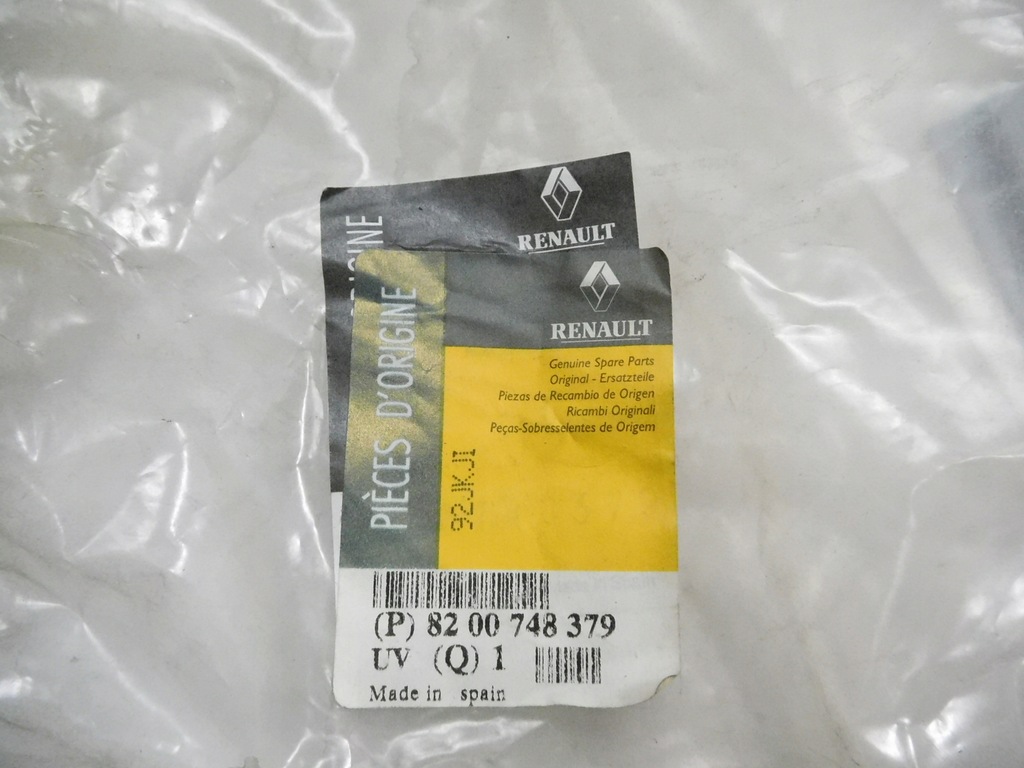 RENAULT
RENAULT
PIÈCES D'ORIGINE
Genuine Spare Parts
Original - Ersatzteile
Piezas de Recambio de Origen
Ricambi Originali
Peças-Sobresselentes de Origem
92JKJI
(P) 82 00 748 379
UV (Q) 1
Made in spain